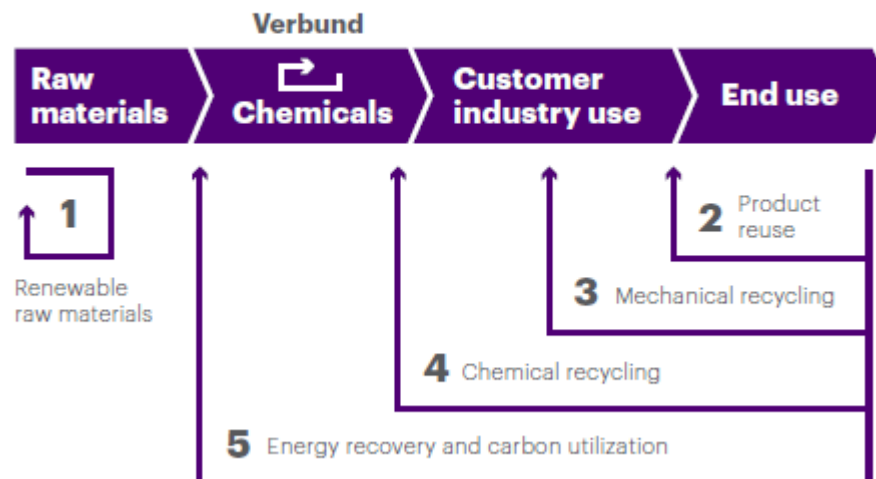 Verbund
Raw
materials
Chemicals
Customer
industry use
End use
1
Renewable
raw materials
2 Product
reuse
3 Mechanical recycling
4 Chemical recycling
5 Energy recovery and carbon utilization